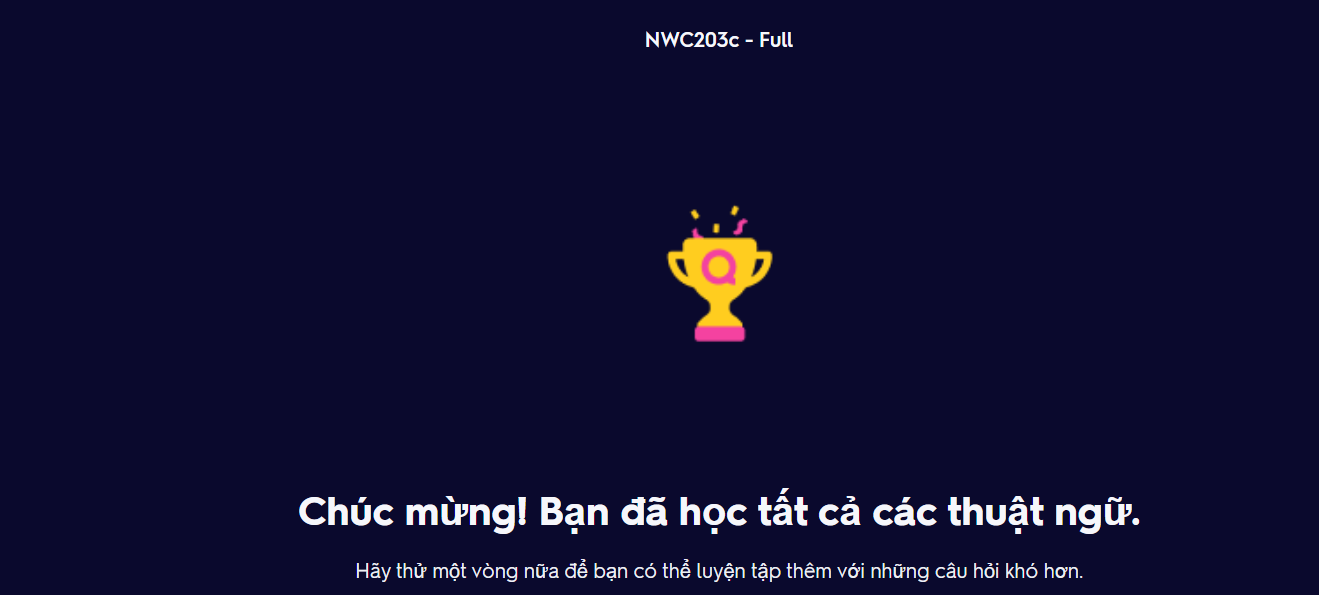 NWC203c - Full
Chúc mừng! Bạn đã học tất cả các thuật ngữ.
Hãy thử một vòng nữa để bạn có thể luyện tập thêm với những câu hỏi khó hơn.